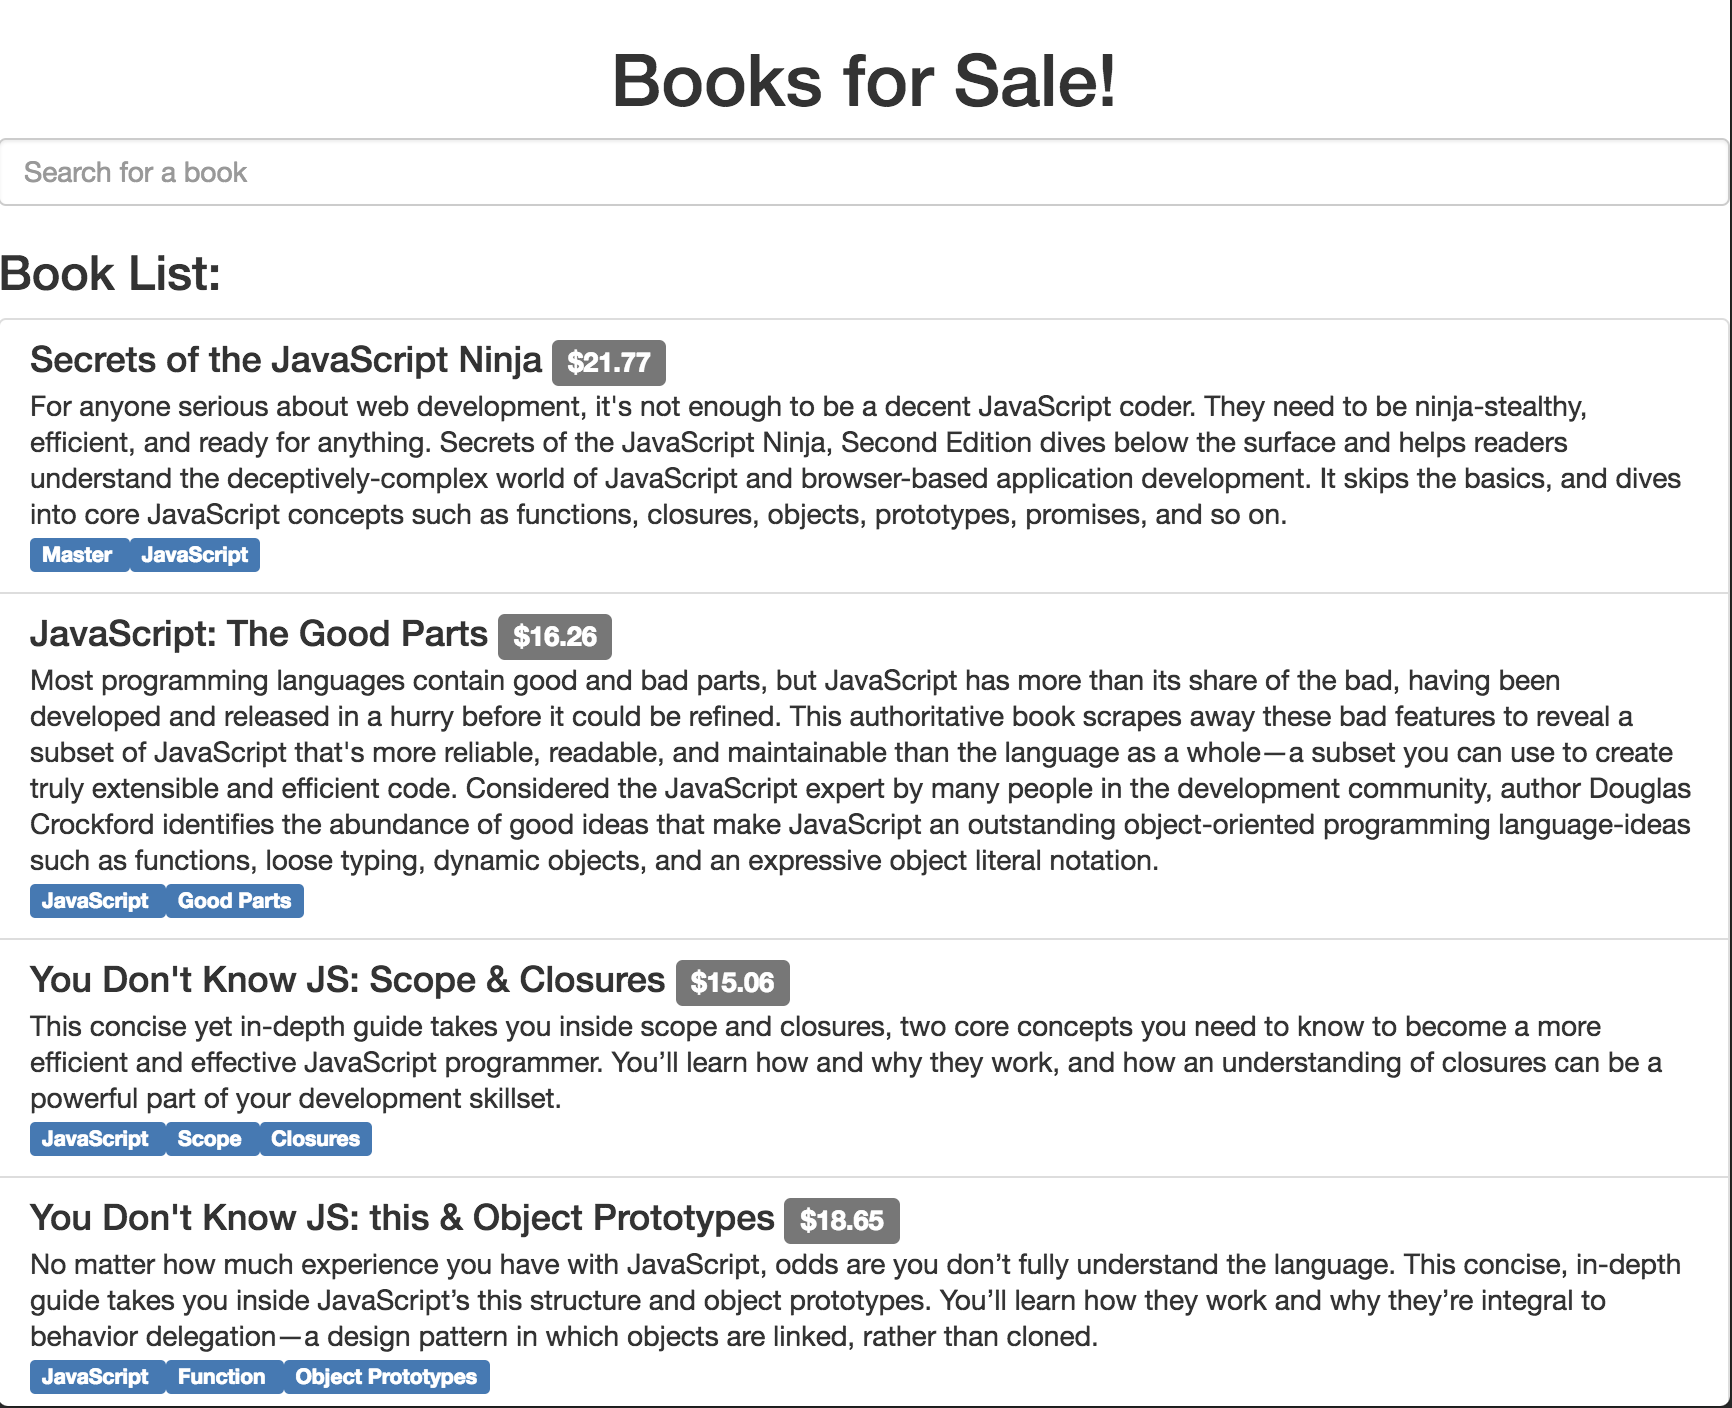 Books for Sale!
Search for a book
Book List:
Secrets of the JavaScript Ninja $21.77
For anyone serious about web development, it's not enough to be a decent JavaScript coder. They need to be ninja-stealthy,
efficient, and ready for anything. Secrets of the JavaScript Ninja, Second Edition dives below the surface and helps readers
understand the deceptively-complex world of JavaScript and browser-based application development. It skips the basics, and dives
into core JavaScript concepts such as functions, closures, objects, prototypes, promises, and so on.
Master JavaScript
JavaScript: The Good Parts $16.26
Most programming languages contain good and bad parts, but JavaScript has more than its share of the bad, having been
developed and released in a hurry before it could be refined. This authoritative book scrapes away these bad features to reveal a
subset of JavaScript that's more reliable, readable, and maintainable than the language as a whole—a subset you can use to create
truly extensible and efficient code. Considered the JavaScript expert by many people in the development community, author Douglas
Crockford identifies the abundance of good ideas that make JavaScript an outstanding object-oriented programming language-ideas
such as functions, loose typing, dynamic objects, and an expressive object literal notation.
JavaScript Good Parts
You Don't Know JS: Scope & Closures $15.06
This concise yet in-depth guide takes you inside scope and closures, two core concepts you need to know to become a more
efficient and effective JavaScript programmer. You’ll learn how and why they work, and how an understanding of closures can be a
powerful part of your development skillset.
JavaScript Scope Closures
You Don't Know JS: this & Object Prototypes $18.65
No matter how much experience you have with JavaScript, odds are you don’t fully understand the language. This concise, in-depth
guide takes you inside JavaScript’s this structure and object prototypes. You’ll learn how they work and why they’re integral to
behavior delegation—a design pattern in which objects are linked, rather than cloned.
JavaScript Function Object Prototypes